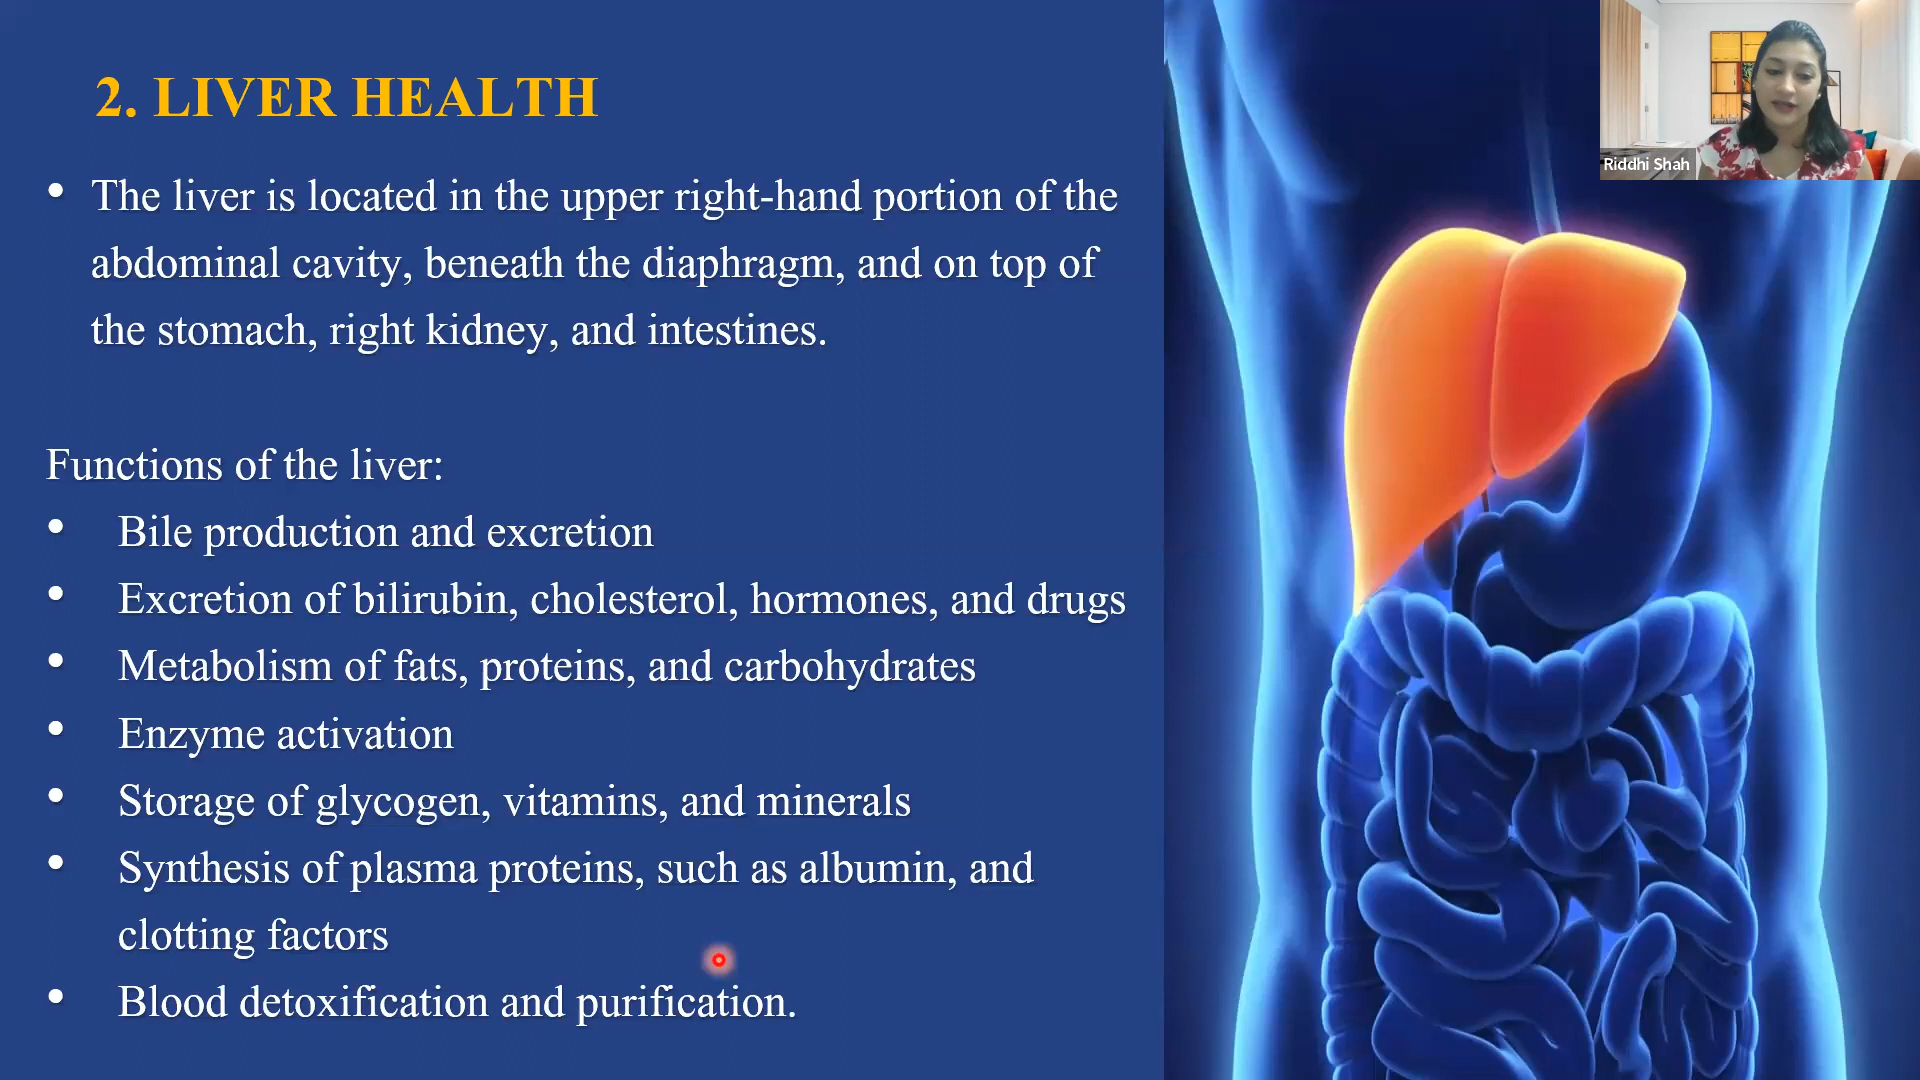 2. LIVER HEALTH
Riddhi Shah
• The liver is located in the upper right-hand portion of the
abdominal cavity, beneath the diaphragm, and on top of
the stomach, right kidney, and intestines.
Functions of the liver:
• Bile production and excretion
• Excretion of bilirubin, cholesterol, hormones, and drugs
• Metabolism of fats, proteins, and carbohydrates
• Enzyme activation
• Storage of glycogen, vitamins, and minerals
• Synthesis of plasma proteins, such as albumin, and
clotting factors
• Blood detoxification and purification.